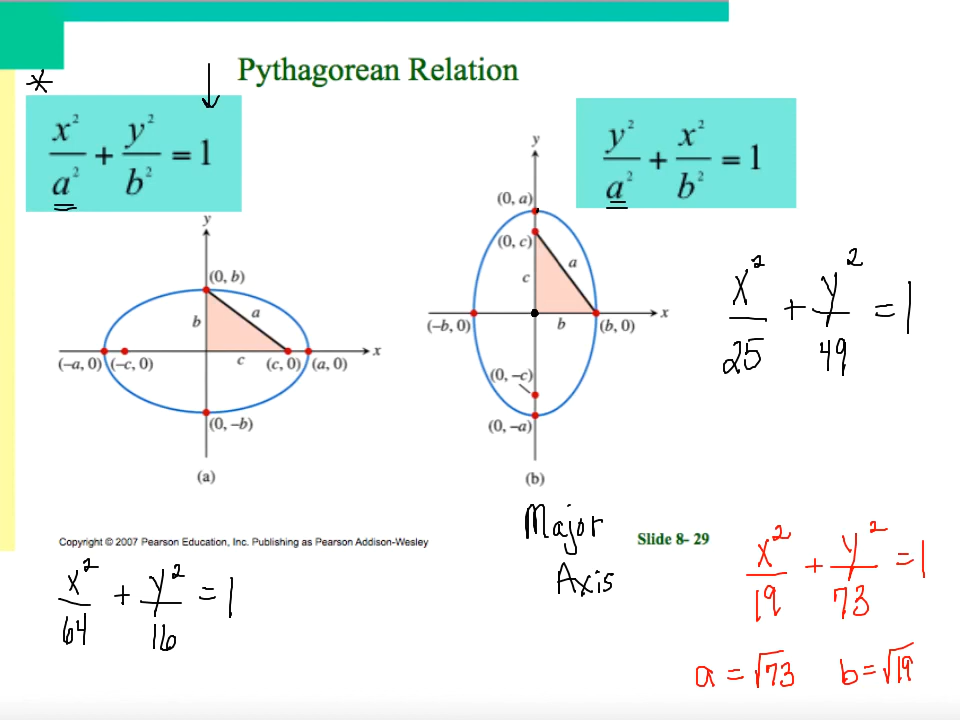 Pythagorean Relation
*
x²/a² + y²/b² = 1
y²/a² + x²/b² = 1
y
(0, b)
b
a
c
x
(–a, 0)
(–c, 0)
(c, 0)
(a, 0)
(0, –b)
(a)
y
(0, a)
(0, c)
c
a
b
x
(–b, 0)
(b, 0)
(0, –c)
(0, –a)
(b)
x²/25 + y²/49 = 1
Copyright © 2007 Pearson Education, Inc. Publishing as Pearson Addison-Wesley
Slide 8- 29
Major
Axis
x²/64 + y²/16 = 1
x²/19 + y²/73 = 1
a = √73 b = √19